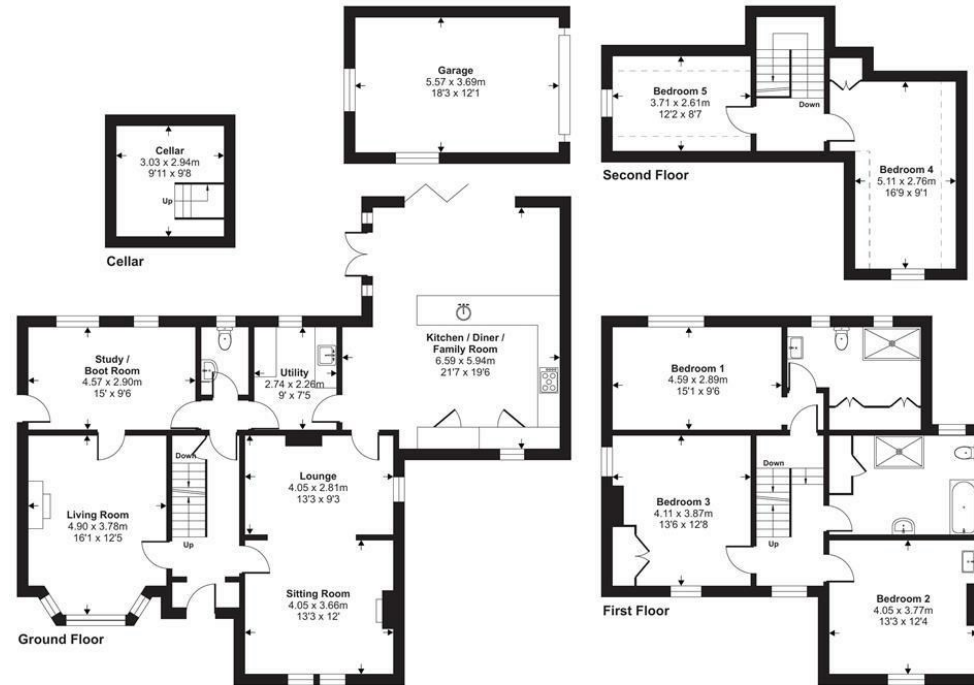 Garage
5.57 x 3.69m
18'3 x 12'1
Cellar
3.03 x 2.94m
9'11 x 9'8
Up
Cellar
Bedroom 5
3.71 x 2.61m
12'2 x 8'7
Down
Bedroom 4
5.11 x 2.76m
16'9 x 9'1
Second Floor
Study /
Boot Room
4.57 x 2.90m
15' x 9'6
Utility
2.74 x 2.26m
9' x 7'5
Kitchen / Diner /
Family Room
6.59 x 5.94m
21'7 x 19'6
Down
Up
Living Room
4.90 x 3.78m
16'1 x 12'5
Lounge
4.05 x 2.81m
13'3 x 9'3
Sitting Room
4.05 x 3.66m
13'3 x 12'
Ground Floor
Bedroom 1
4.59 x 2.89m
15'1 x 9'6
Down
Up
Bedroom 3
4.11 x 3.87m
13'6 x 12'8
Bedroom 2
4.05 x 3.77m
13'3 x 12'4
First Floor